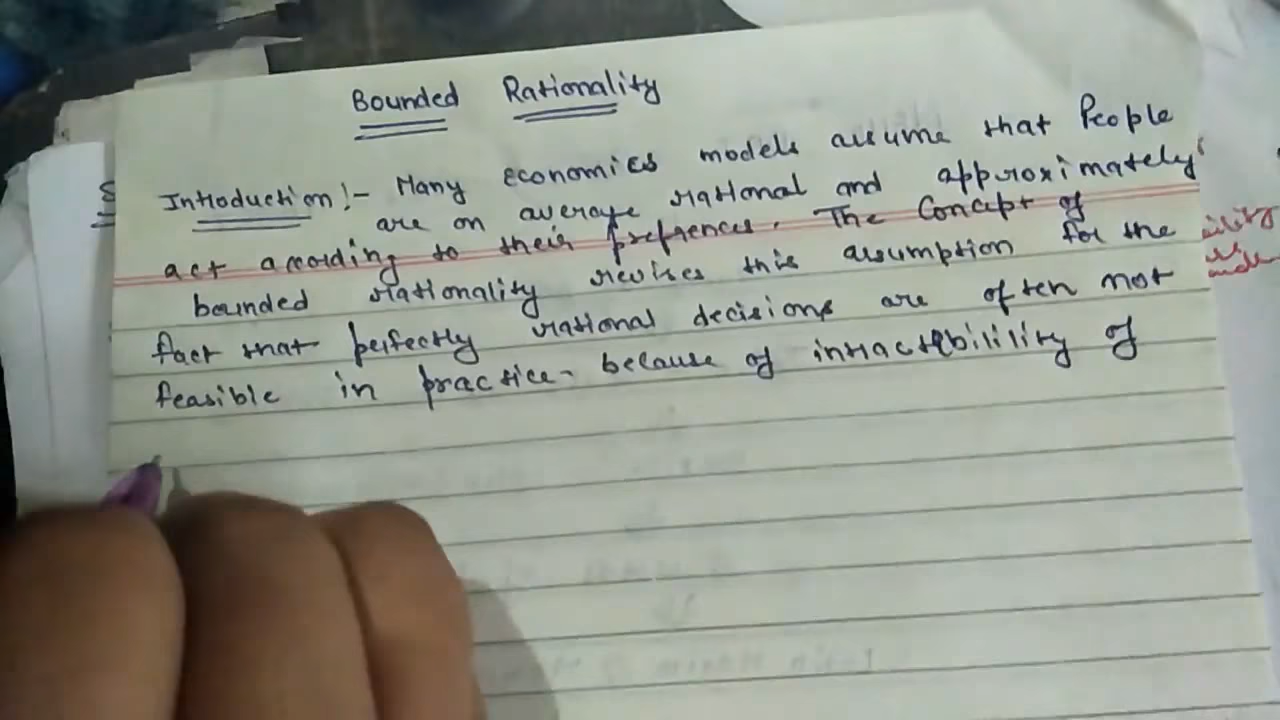 Bounded Rationality
Introduction:- Many economics models assume that People
are on average rational and approximately
act according to their prefrences. The Concept of
bounded rationality revises this assumption for the
fact that perfectly rational decisions are often not
feasible in practice. because of intractebility of